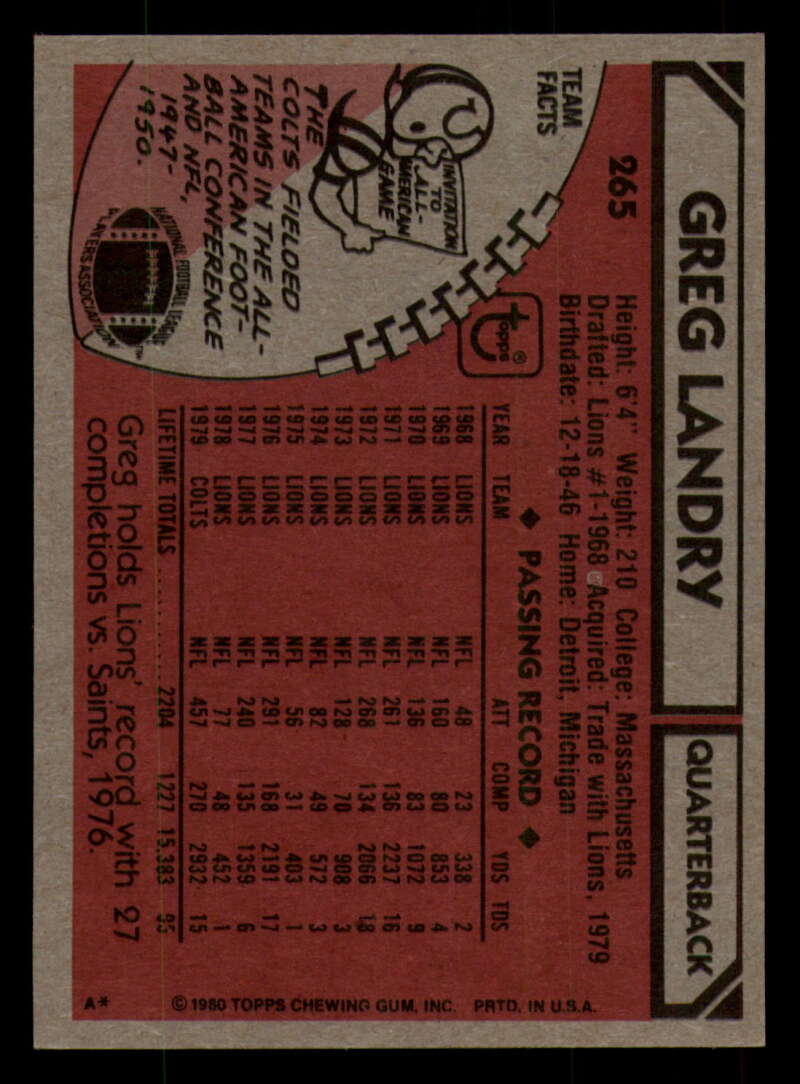 GREG LANDRY
QUARTERBACK
265
Height: 6'4" Weight: 210 College: Massachusetts
Drafted: Lions #1-1968 Acquired: Trade with Lions, 1979
Birthdate: 12-18-46 Home: Detroit, Michigan
TEAM
FACTS
INVITATION
TO
ALL-
AMERICAN
GAME
THE
COLTS FIELDED
TEAMS IN THE ALL-
AMERICAN FOOT-
BALL CONFERENCE
AND NFL,
1947-
1950.
NATIONAL FOOTBALL LEAGUE
PLAYERS ASSOCIATION™
topps®
◆ PASSING RECORD ◆
YEAR TEAM ATT COMP YDS TDS
1968 LIONS NFL 48 23 338 2
1969 LIONS NFL 160 80 853 4
1970 LIONS NFL 136 83 1072 9
1971 LIONS NFL 261 136 2237 16
1972 LIONS NFL 268 134 2066 18
1973 LIONS NFL 128 70 908 3
1974 LIONS NFL 82 49 572 3
1975 LIONS NFL 56 31 403 1
1976 LIONS NFL 291 168 2191 17
1977 LIONS NFL 240 135 1359 6
1978 LIONS NFL 77 48 452 1
1979 COLTS NFL 457 270 2932 15
LIFETIME TOTALS 2204 1227 15,383 95
Greg holds Lions' record with 27
completions vs. Saints, 1976.
A* © 1980 TOPPS CHEWING GUM, INC. PRTD. IN U.S.A.